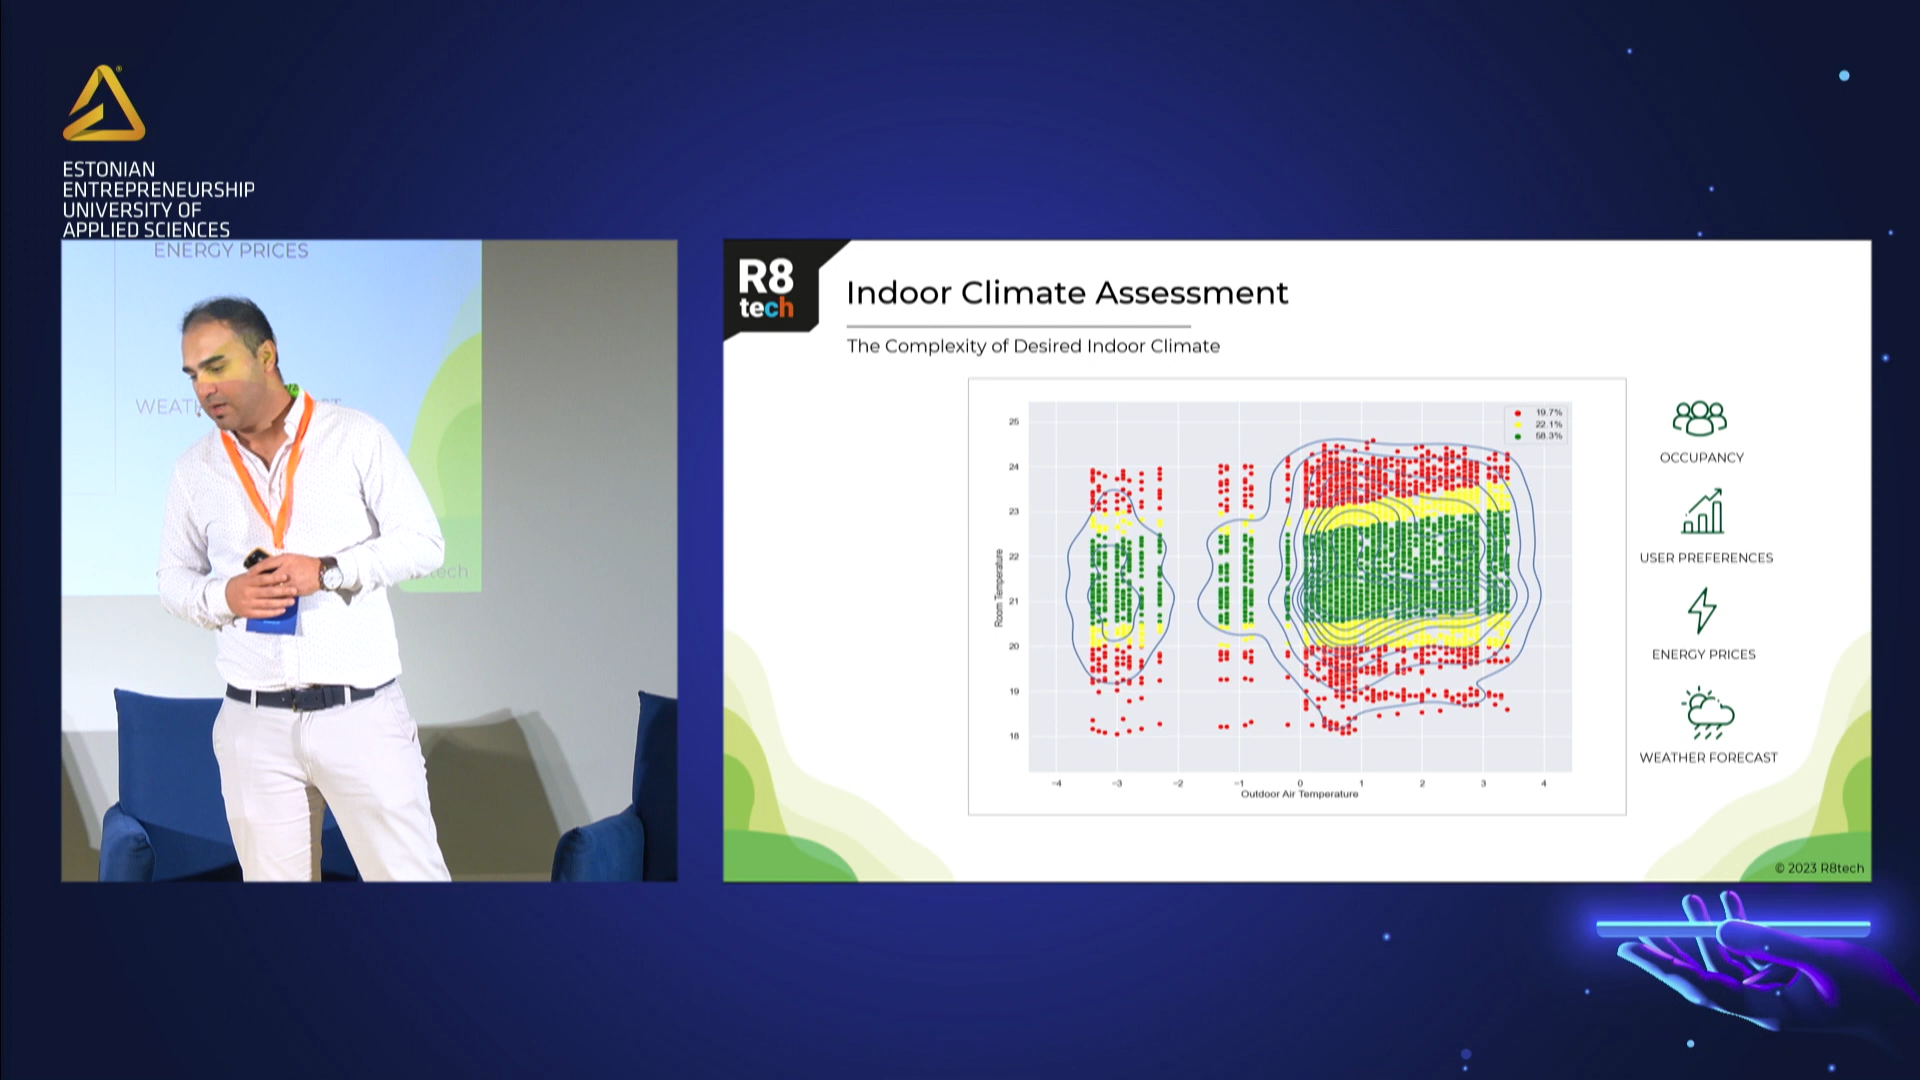 ESTONIAN
ENTREPRENEURSHIP
UNIVERSITY OF
APPLIED SCIENCES
ENERGY PRICES
WEAT
tech
R8
tech
Indoor Climate Assessment
The Complexity of Desired Indoor Climate
19.7%
22.1%
58.3%
25
24
23
22
21
20
19
18
Room Temperature
-4
-3
-2
-1
0
1
2
3
4
Outdoor Air Temperature
OCCUPANCY
USER PREFERENCES
ENERGY PRICES
WEATHER FORECAST
© 2023 R8tech